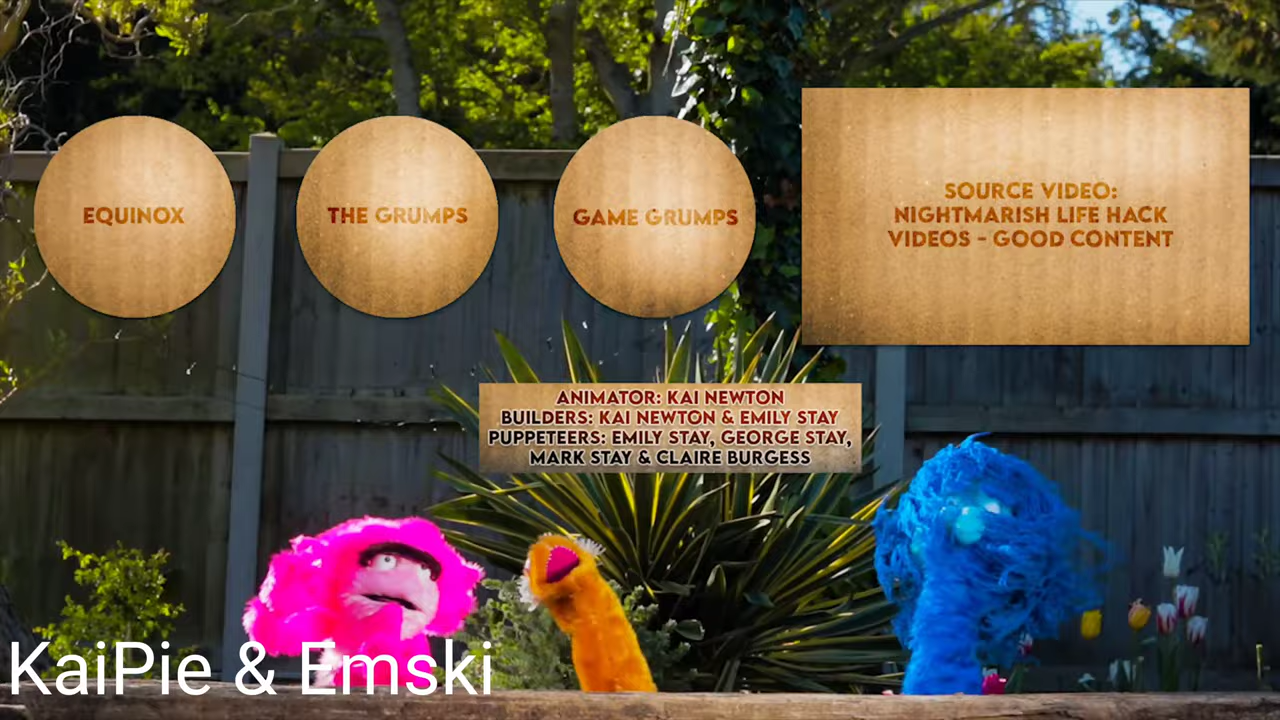 EQUINOX
THE GRUMPS
GAME GRUMPS
SOURCE VIDEO:
NIGHTMARISH LIFE HACK
VIDEOS - GOOD CONTENT
ANIMATOR: KAI NEWTON
BUILDERS: KAI NEWTON & EMILY STAY
PUPPETEERS: EMILY STAY, GEORGE STAY,
MARK STAY & CLAIRE BURGESS
KaiPie & Emski